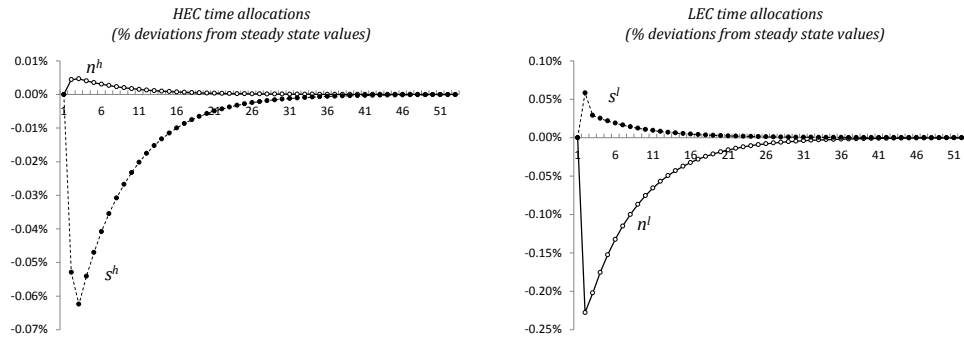 HEC time allocations
(% deviations from steady state values)
0.01%
0.00%
-0.01%
-0.02%
-0.03%
-0.04%
-0.05%
-0.06%
-0.07%
1 6 11 16 21 26 31 36 41 46 51
n^h
s^h
LEC time allocations
(% deviations from steady state values)
0.10%
0.05%
0.00%
-0.05%
-0.10%
-0.15%
-0.20%
-0.25%
1 6 11 16 21 26 31 36 41 46 51
s^l
n^l